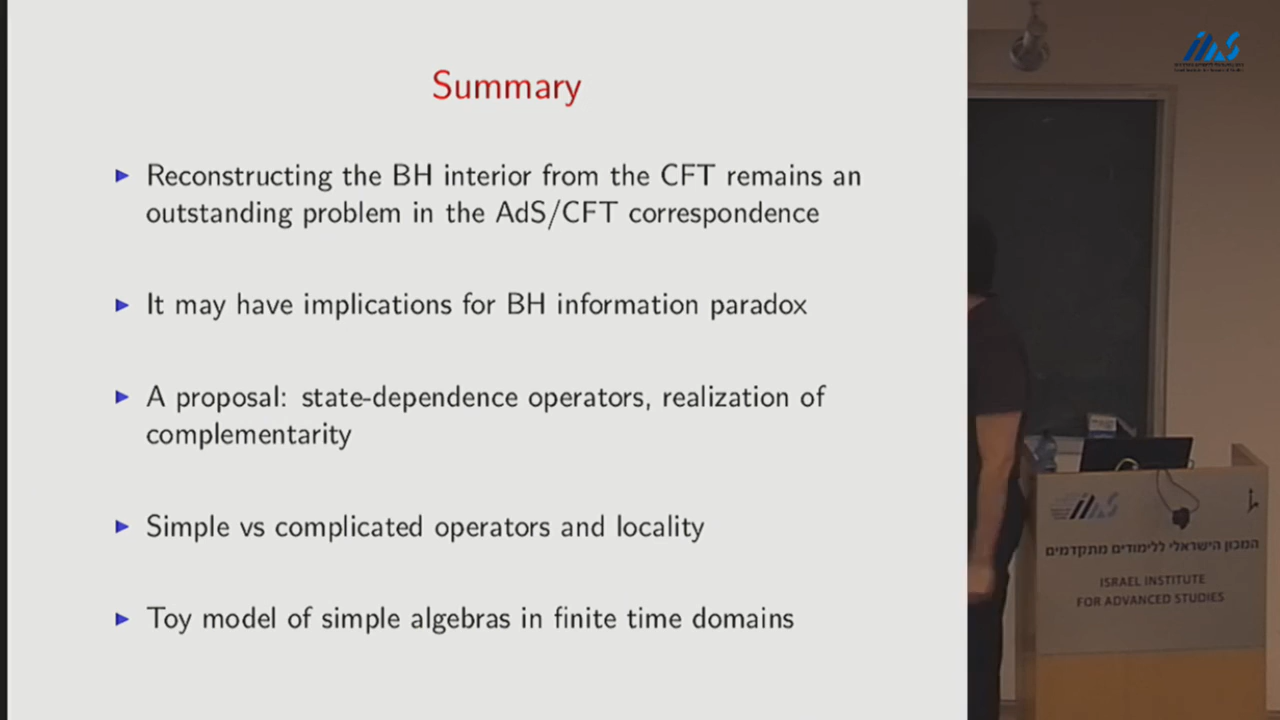 Summary
▶ Reconstructing the BH interior from the CFT remains an
outstanding problem in the AdS/CFT correspondence
▶ It may have implications for BH information paradox
▶ A proposal: state-dependence operators, realization of
complementarity
▶ Simple vs complicated operators and locality
▶ Toy model of simple algebras in finite time domains
המכון הישראלי ללימודים מתקדמים
ISRAEL INSTITUTE
FOR ADVANCED STUDIES